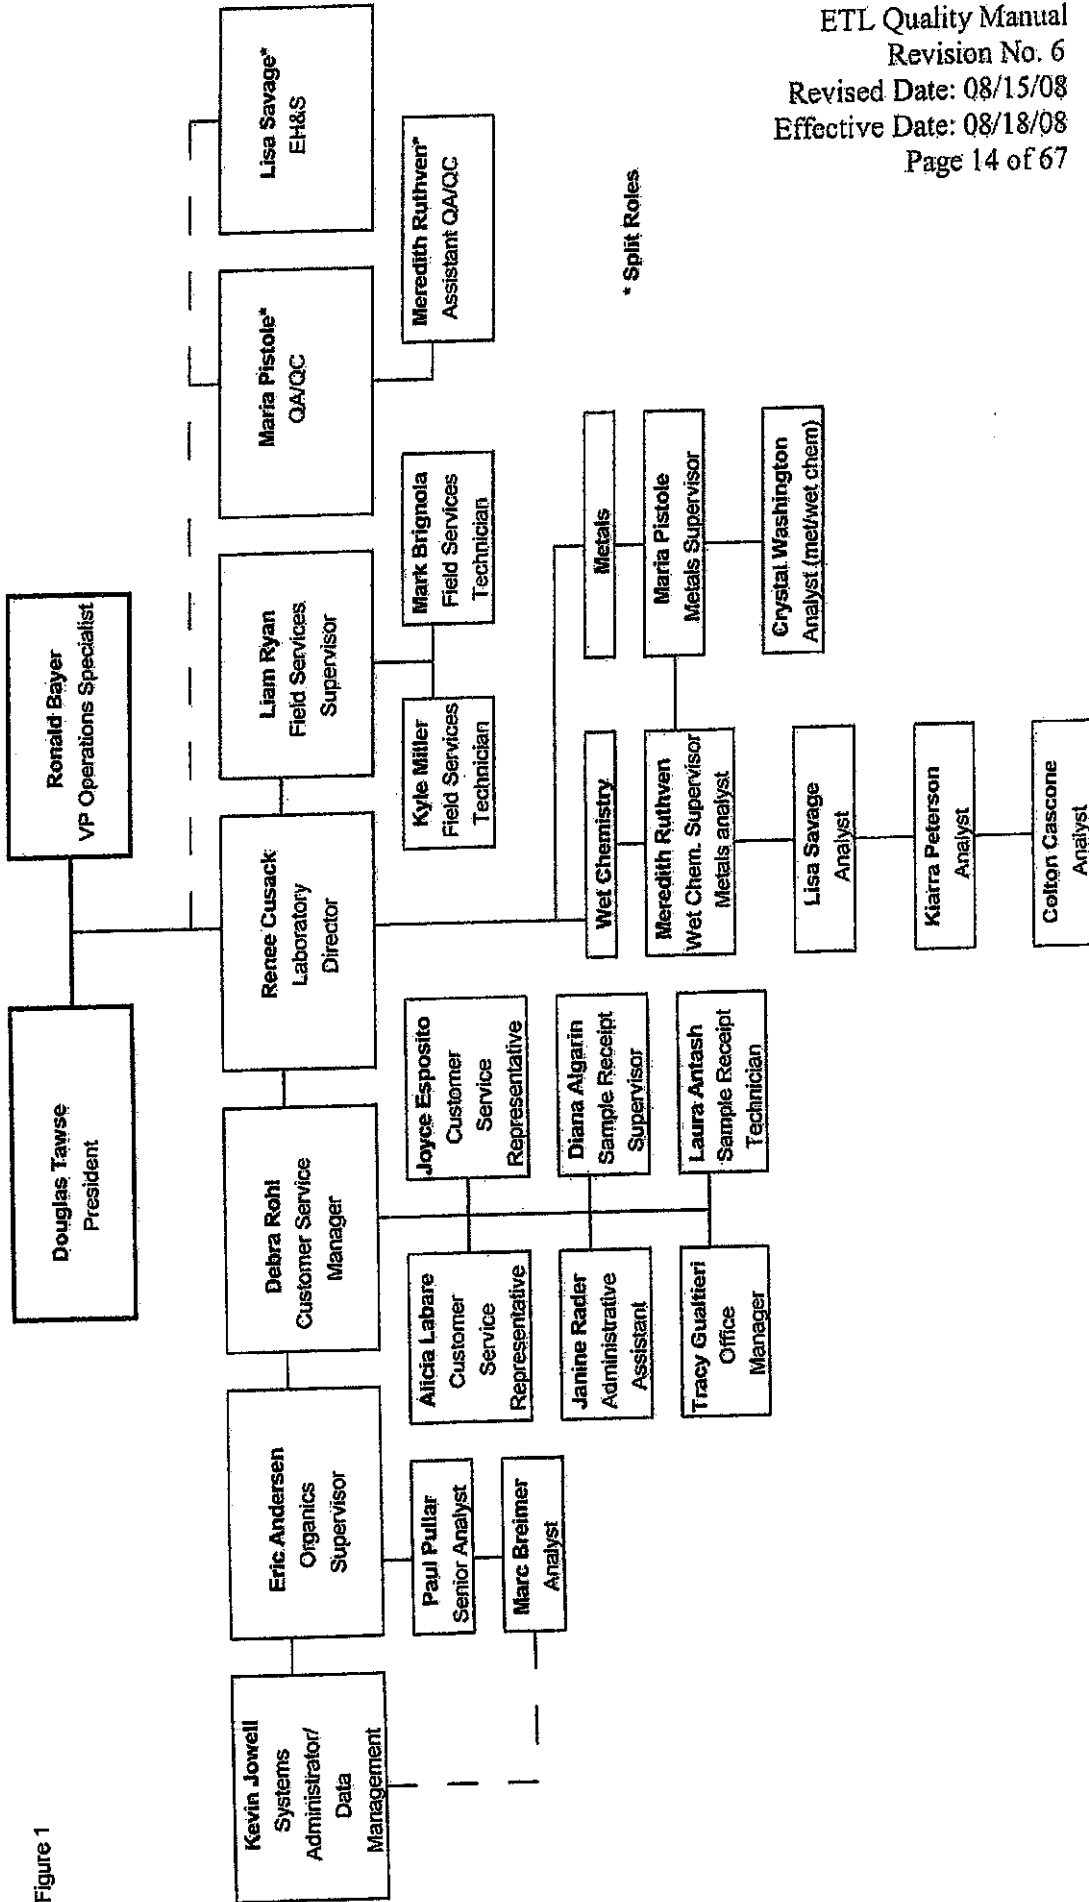 ETL Quality Manual
Revision No. 6
Revised Date: 08/15/08
Effective Date: 08/18/08
Page 14 of 67
Figure 1
Douglas Tawse
President
Ronald Bayer
VP Operations Specialist
Kevin Jowell
Systems
Administrator/
Data
Management
Eric Andersen
Organics
Supervisor
Debra Rohl
Customer Service
Manager
Renee Cusack
Laboratory
Director
Liam Ryan
Field Services
Supervisor
Maria Pistole*
QA/QC
Lisa Savage*
EH&S
Paul Pullar
Senior Analyst
Marc Breimer
Analyst
Alicia Labare
Customer
Service
Representative
Joyce Esposito
Customer
Service
Representative
Janine Rader
Administrative
Assistant
Diana Algarin
Sample Receipt
Supervisor
Tracy Gualtieri
Office
Manager
Laura Antash
Sample Receipt
Technician
Kyle Miller
Field Services
Technician
Mark Brignola
Field Services
Technician
Meredith Ruthven*
Assistant QA/QC
Wet Chemistry
Metals
Meredith Ruthven
Wet Chem. Supervisor
Metals analyst
Maria Pistole
Metals Supervisor
Lisa Savage
Analyst
Crystal Washington
Analyst (met/wet chem)
Kiarra Peterson
Analyst
Colton Cascone
Analyst
* Split Roles